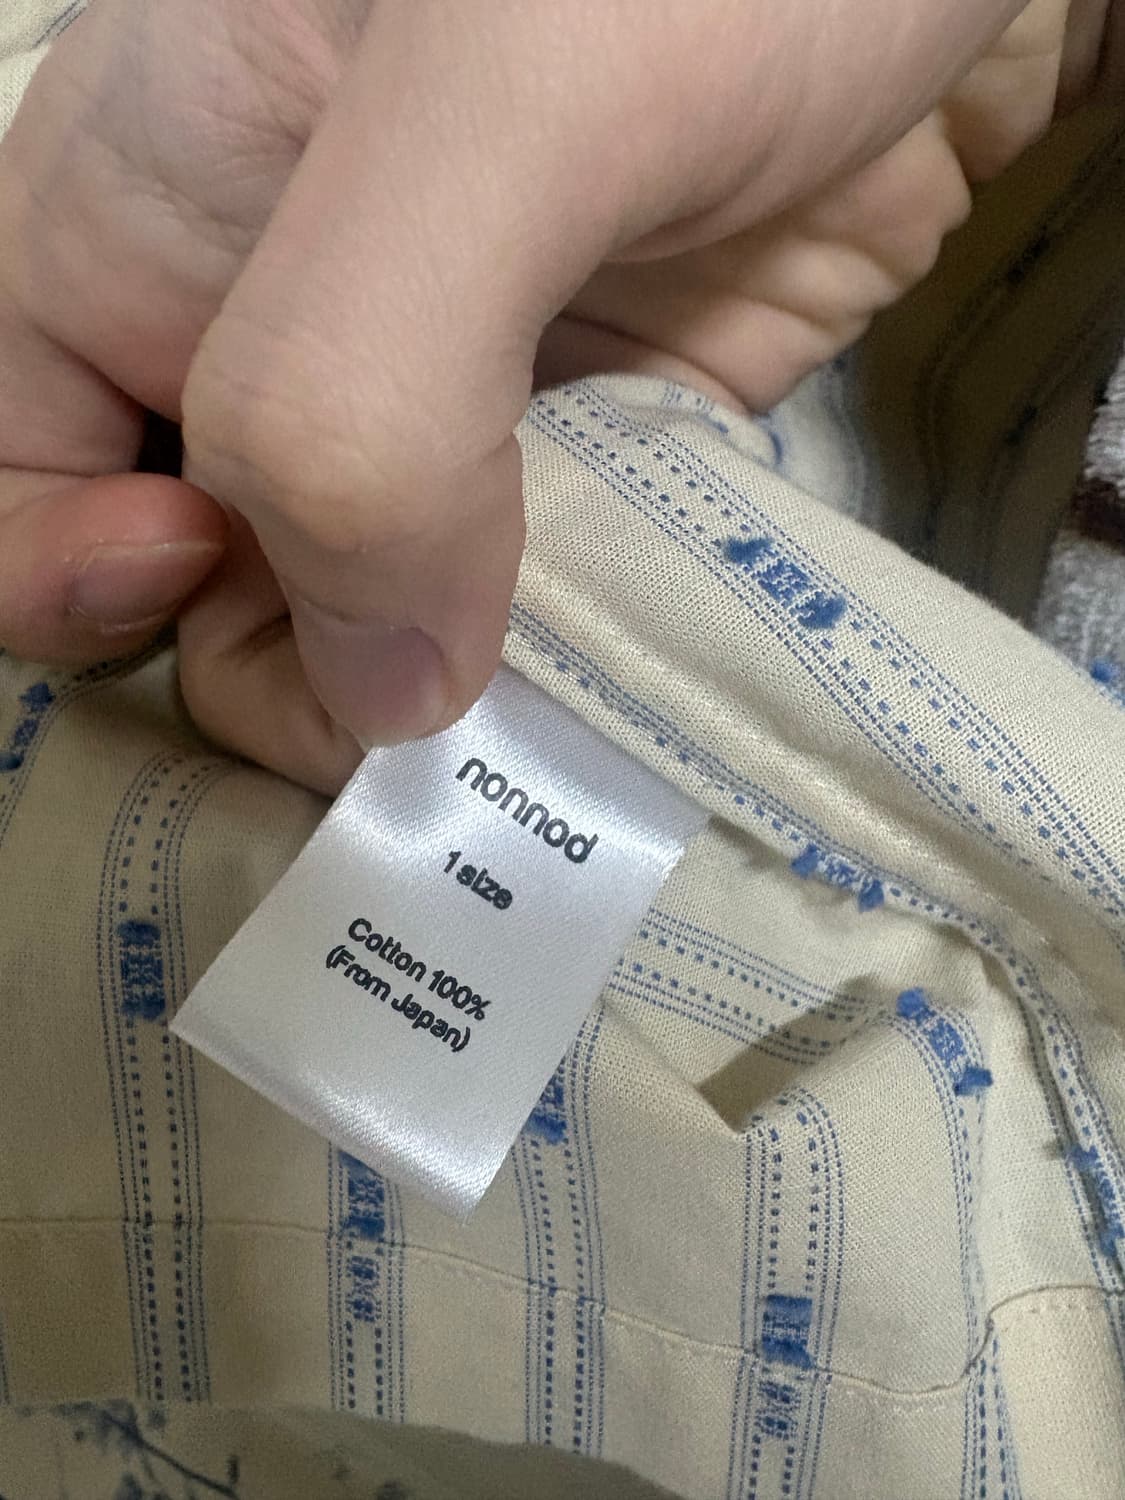 nonnod
1 size
Cotton 100%
(From Japan)